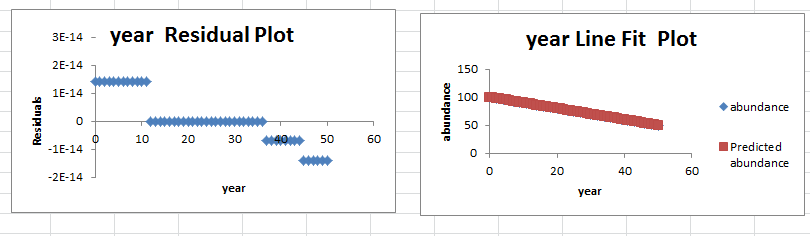 year Residual Plot
3E-14
2E-14
1E-14
0
-1E-14
-2E-14
Residuals
0 10 20 30 40 50 60
year
year Line Fit Plot
150
100
50
0
abundance
0 20 40 60
year
abundance
Predicted
abundance